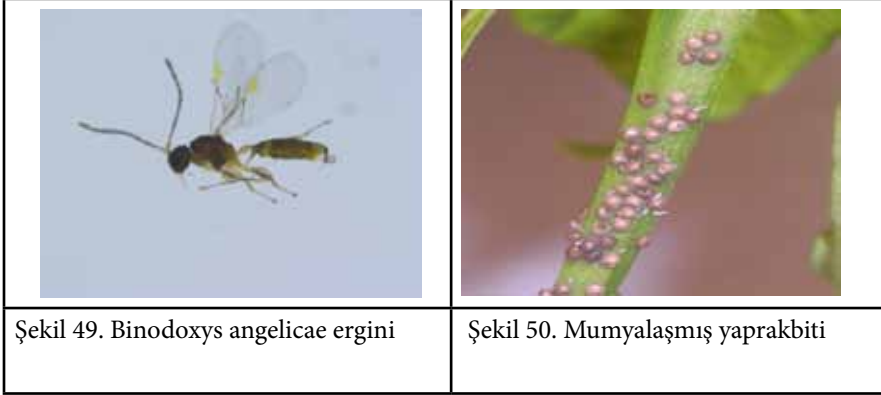 Şekil 49. Binodoxys angelicae ergini
Şekil 50. Mumyalaşmış yaprakbiti